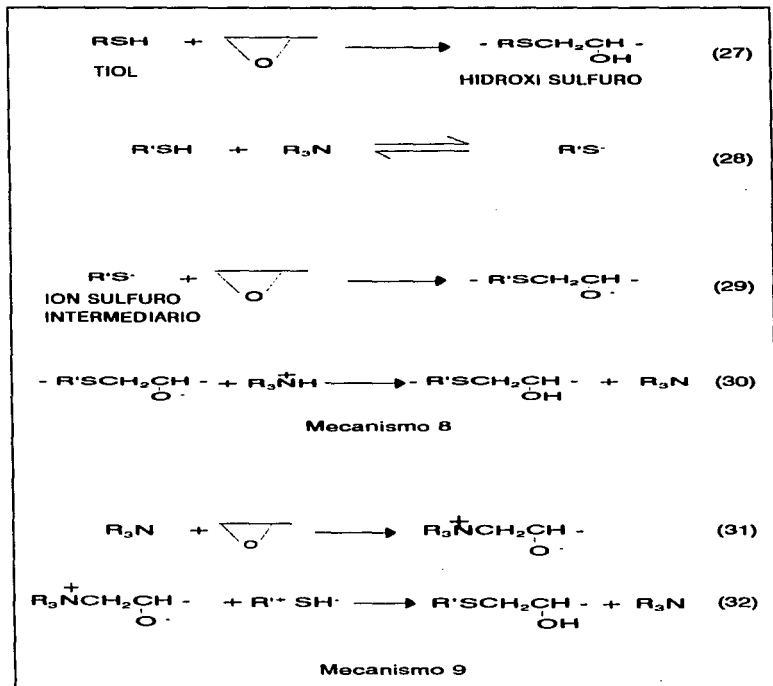 RSH + O → - RSCH₂CH - (27)
OH
TIOL HIDROXI SULFURO
R'SH + R₃N ⇌ R'S· (28)
R'S· + O → - R'SCH₂CH - (29)
O ·
ION SULFURO
INTERMEDIARIO
- R'SCH₂CH - + R₃N⁺H → - R'SCH₂CH - + R₃N (30)
O · OH
Mecanismo 8
R₃N + O → R₃N⁺CH₂CH - (31)
O ·
R₃N⁺CH₂CH - + R'⁺ SH· → R'SCH₂CH - + R₃N (32)
O · OH
Mecanismo 9